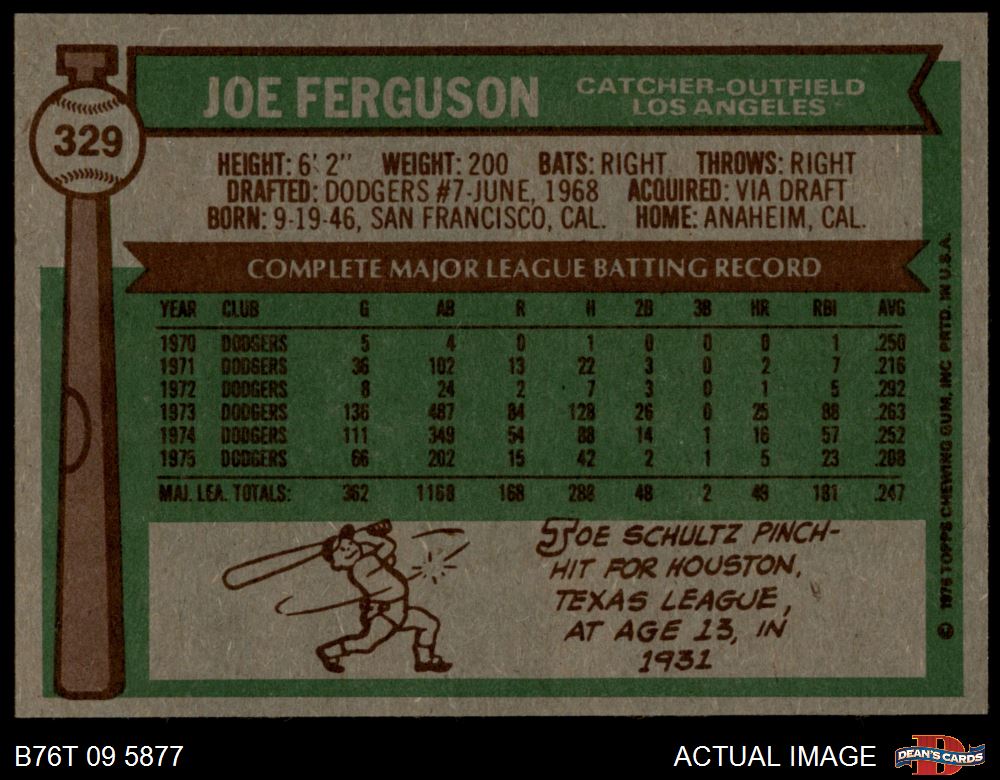 JOE FERGUSON
CATCHER-OUTFIELD
LOS ANGELES
329
HEIGHT: 6' 2" WEIGHT: 200 BATS: RIGHT THROWS: RIGHT
DRAFTED: DODGERS #7-JUNE, 1968 ACQUIRED: VIA DRAFT
BORN: 9-19-46, SAN FRANCISCO, CAL. HOME: ANAHEIM, CAL.
COMPLETE MAJOR LEAGUE BATTING RECORD
YEAR CLUB G AB R H 2B 3B HR RBI AVG
1970 DODGERS 5 4 0 1 0 0 0 1 .250
1971 DODGERS 36 102 13 22 3 0 2 7 .216
1972 DODGERS 8 24 2 7 3 0 1 5 .292
1973 DODGERS 136 487 84 128 26 0 25 88 .263
1974 DODGERS 111 349 54 88 14 1 16 57 .252
1975 DODGERS 66 202 15 42 2 1 5 23 .208
MAJ. LEA. TOTALS: 362 1168 168 288 48 2 49 181 .247
JOE SCHULTZ PINCH-
HIT FOR HOUSTON,
TEXAS LEAGUE,
AT AGE 13, IN
1931
© 1976 TOPPS CHEWING GUM, INC PRTD. IN U.S.A.
B76T 09 5877
ACTUAL IMAGE
DEAN'S CARDS